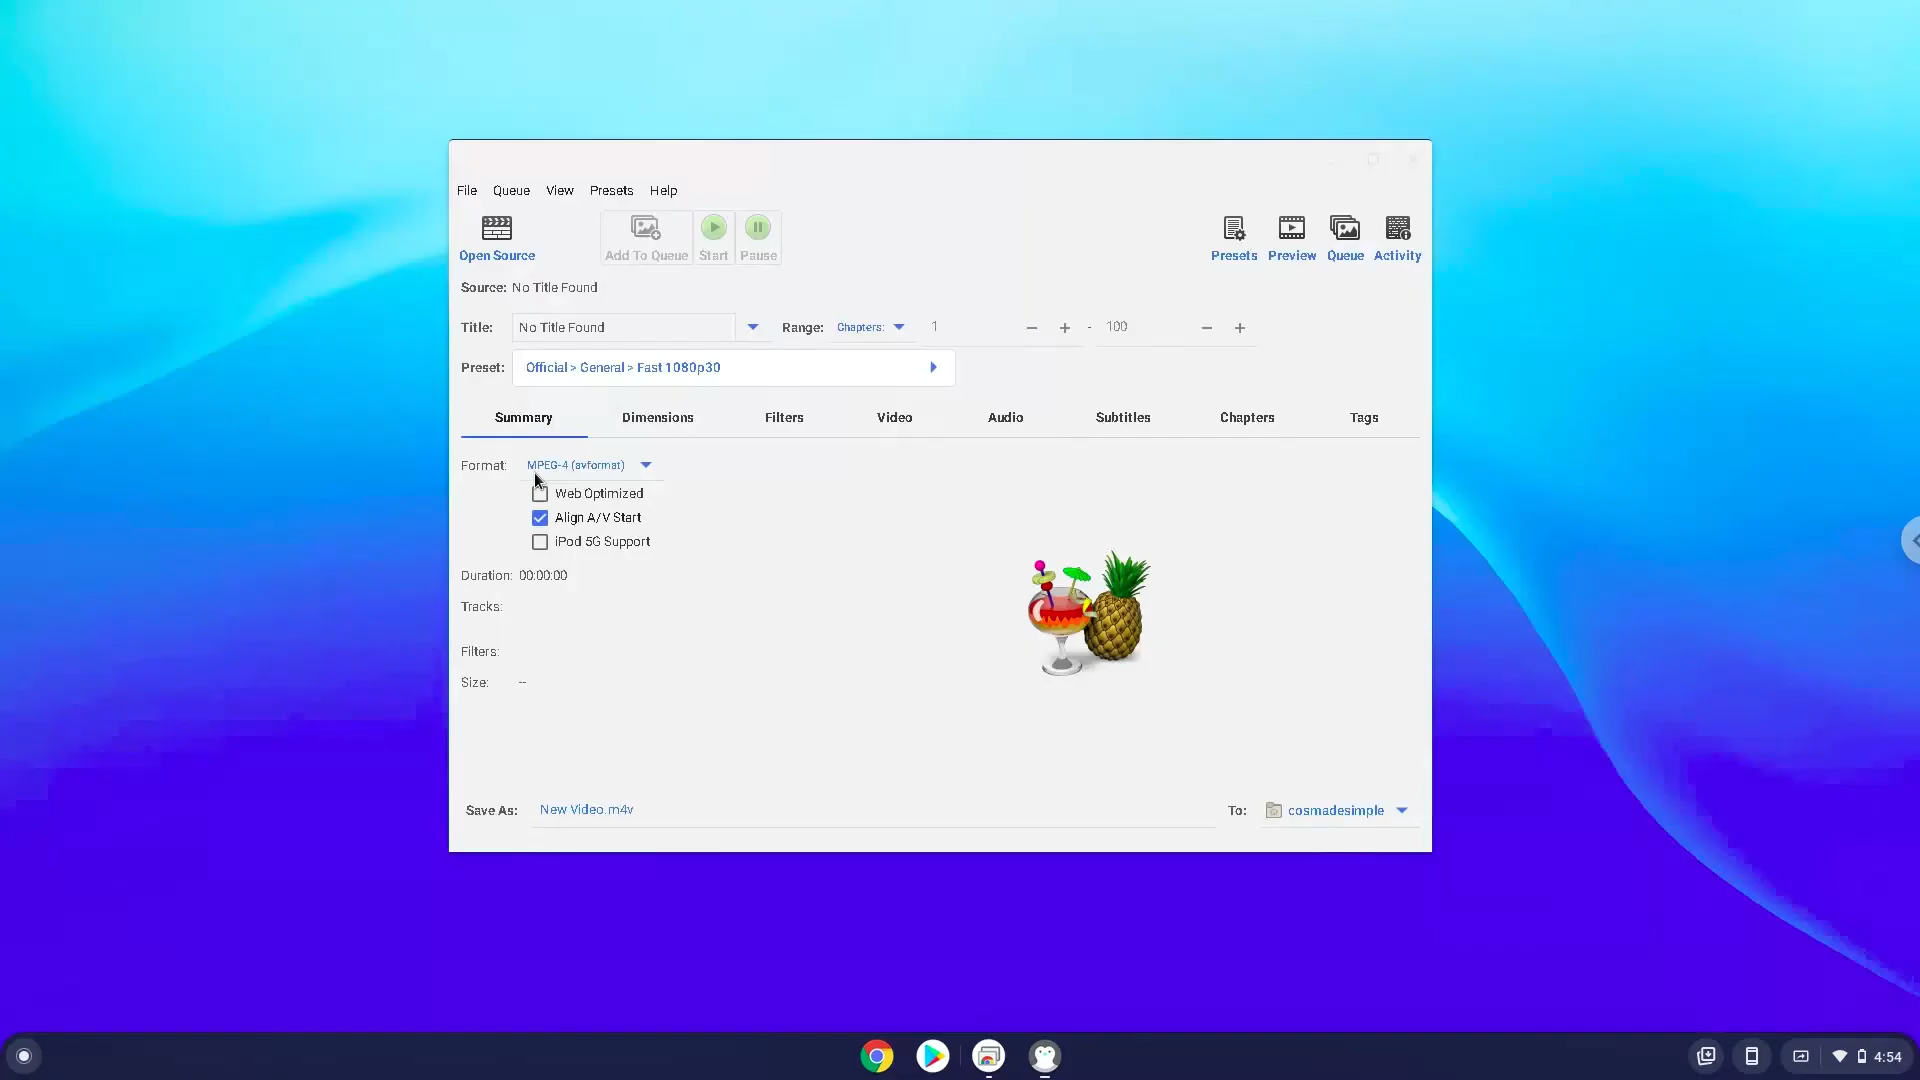 File Queue View Presets Help
Open Source Add To Queue Start Pause Presets Preview Queue Activity
Source: No Title Found
Title: No Title Found Range: Chapters: 1 - 100
Preset: Official > General > Fast 1080p30
Summary Dimensions Filters Video Audio Subtitles Chapters Tags
Format: MPEG-4 (avformat)
Web Optimized
Align A/V Start
iPod 5G Support
Duration: 00:00:00
Tracks:
Filters:
Size: --
Save As: New Video.m4v To: cosmadesimple
4:54